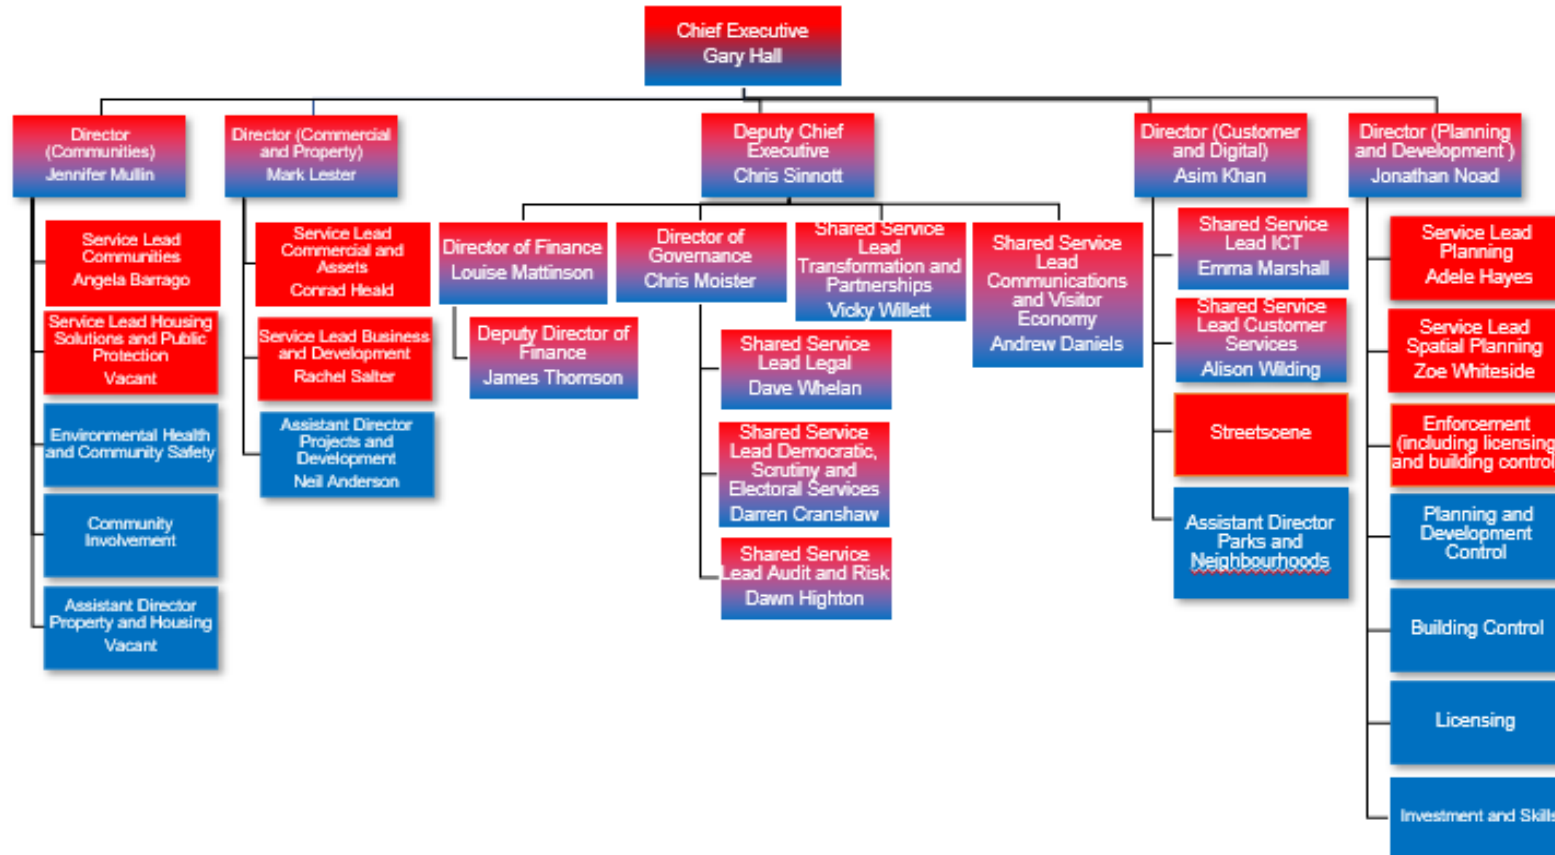 Chief Executive
Gary Hall
Director
(Communities)
Jennifer Mullin
Director (Commercial
and Property)
Mark Lester
Deputy Chief
Executive
Chris Sinnott
Director (Customer
and Digital)
Asim Khan
Director (Planning
and Development )
Jonathan Noad
Service Lead
Communities
Angela Barrago
Service Lead Housing
Solutions and Public
Protection
Vacant
Environmental Health
and Community Safety
Community
Involvement
Assistant Director
Property and Housing
Vacant
Service Lead
Commercial and
Assets
Conrad Heald
Service Lead Business
and Development
Rachel Salter
Assistant Director
Projects and
Development
Neil Anderson
Director of Finance
Louise Mattinson
Deputy Director of
Finance
James Thomson
Director of
Governance
Chris Moister
Shared Service
Lead Legal
Dave Whelan
Shared Service
Lead Democratic,
Scrutiny and
Electoral Services
Darren Cranshaw
Shared Service
Lead Audit and Risk
Dawn Highton
Shared Service
Lead
Transformation and
Partnerships
Vicky Willett
Shared Service
Lead
Communications
and Visitor
Economy
Andrew Daniels
Shared Service
Lead ICT
Emma Marshall
Shared Service
Lead Customer
Services
Alison Wilding
Streetscene
Assistant Director
Parks and
Neighbourhoods
Service Lead
Planning
Adele Hayes
Service Lead
Spatial Planning
Zoe Whiteside
Enforcement
(including licensing
and building control
Planning and
Development
Control
Building Control
Licensing
Investment and Skills